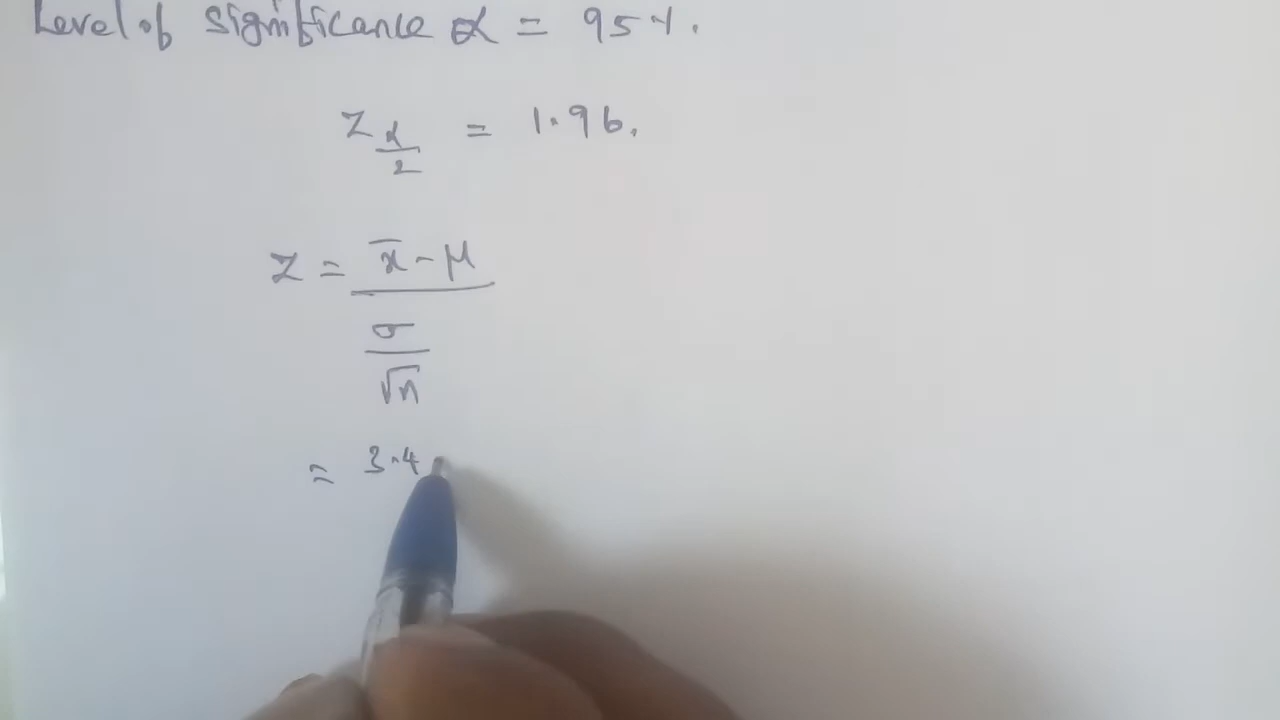 Level of significance α = 95%.
Z α/2 = 1.96.
Z = x̄ - μ / σ/√n
= 3.4